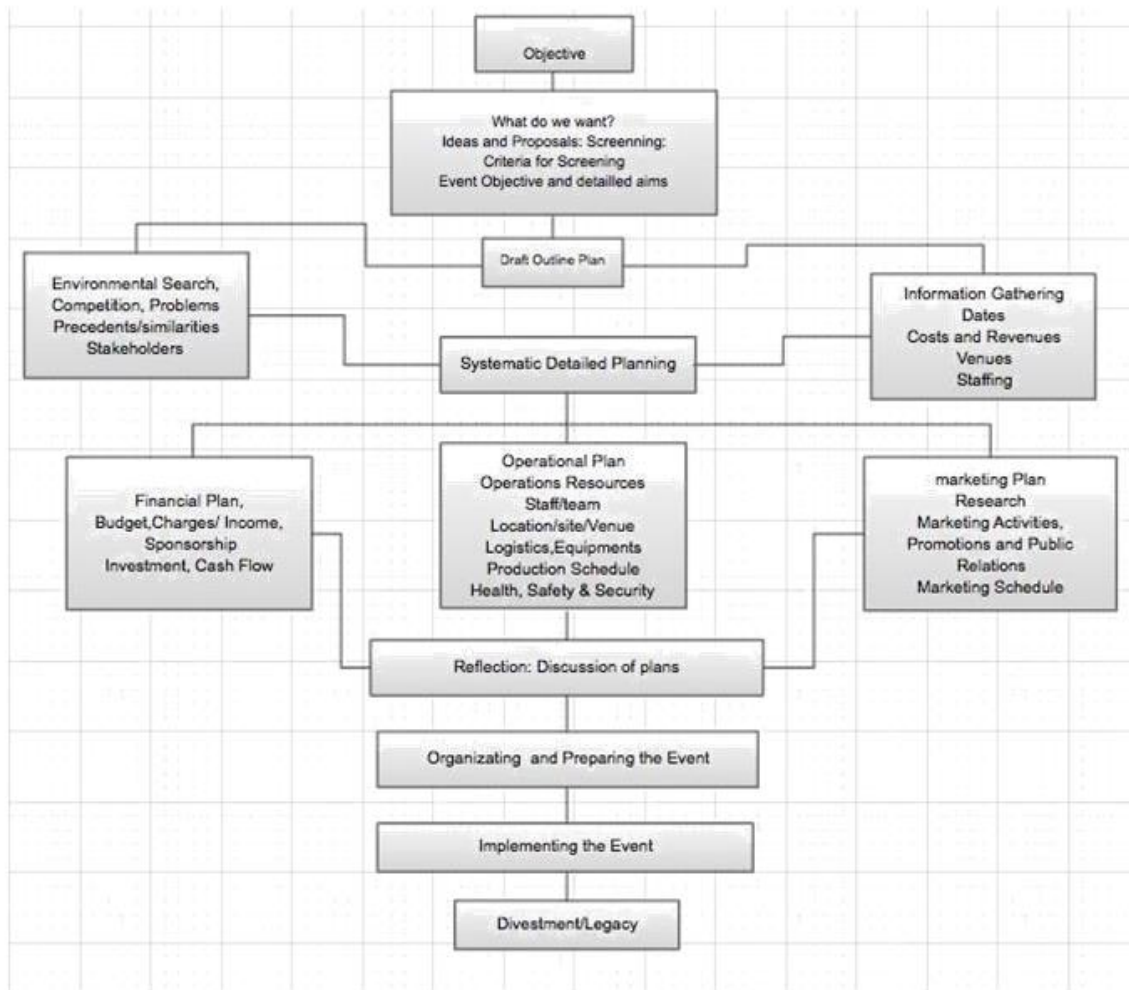 Objective
What do we want?
Ideas and Proposals: Screnning:
Criteria for Screening
Event Objective and detailled aims
Draft Outline Plan
Environmental Search,
Competition, Problems
Precedents/similarities
Stakeholders
Information Gathering
Dates
Costs and Revenues
Venues
Staffing
Systematic Detailed Planning
Financial Plan,
Budget,Charges/ Income,
Sponsorship
Investment, Cash Flow
Operational Plan
Operations Resources
Staff/team
Location/site/Venue
Logistics,Equipments
Production Schedule
Health, Safety & Security
marketing Plan
Research
Marketing Activities,
Promotions and Public
Relations
Marketing Schedule
Reflection: Discussion of plans
Organizating and Preparing the Event
Implementing the Event
Divestment/Legacy